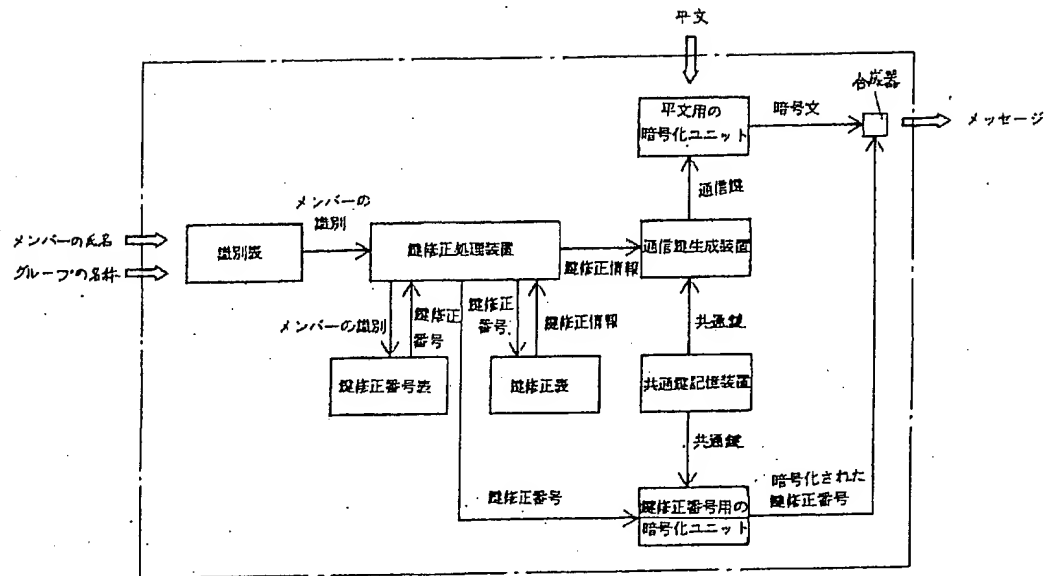 平文
合成器
平文用の
暗号化ユニット
暗号文
メッセージ
通信鍵
メンバーの
識別
メンバーの氏名
グループの名称
識別表
鍵修正処理装置
鍵修正情報
通信鍵生成装置
メンバーの識別
鍵修正
番号
鍵修正
番号
鍵修正情報
共通鍵
鍵修正番号表
鍵修正表
共通鍵記憶装置
共通鍵
鍵修正番号
鍵修正番号用の
暗号化ユニット
暗号化された
鍵修正番号